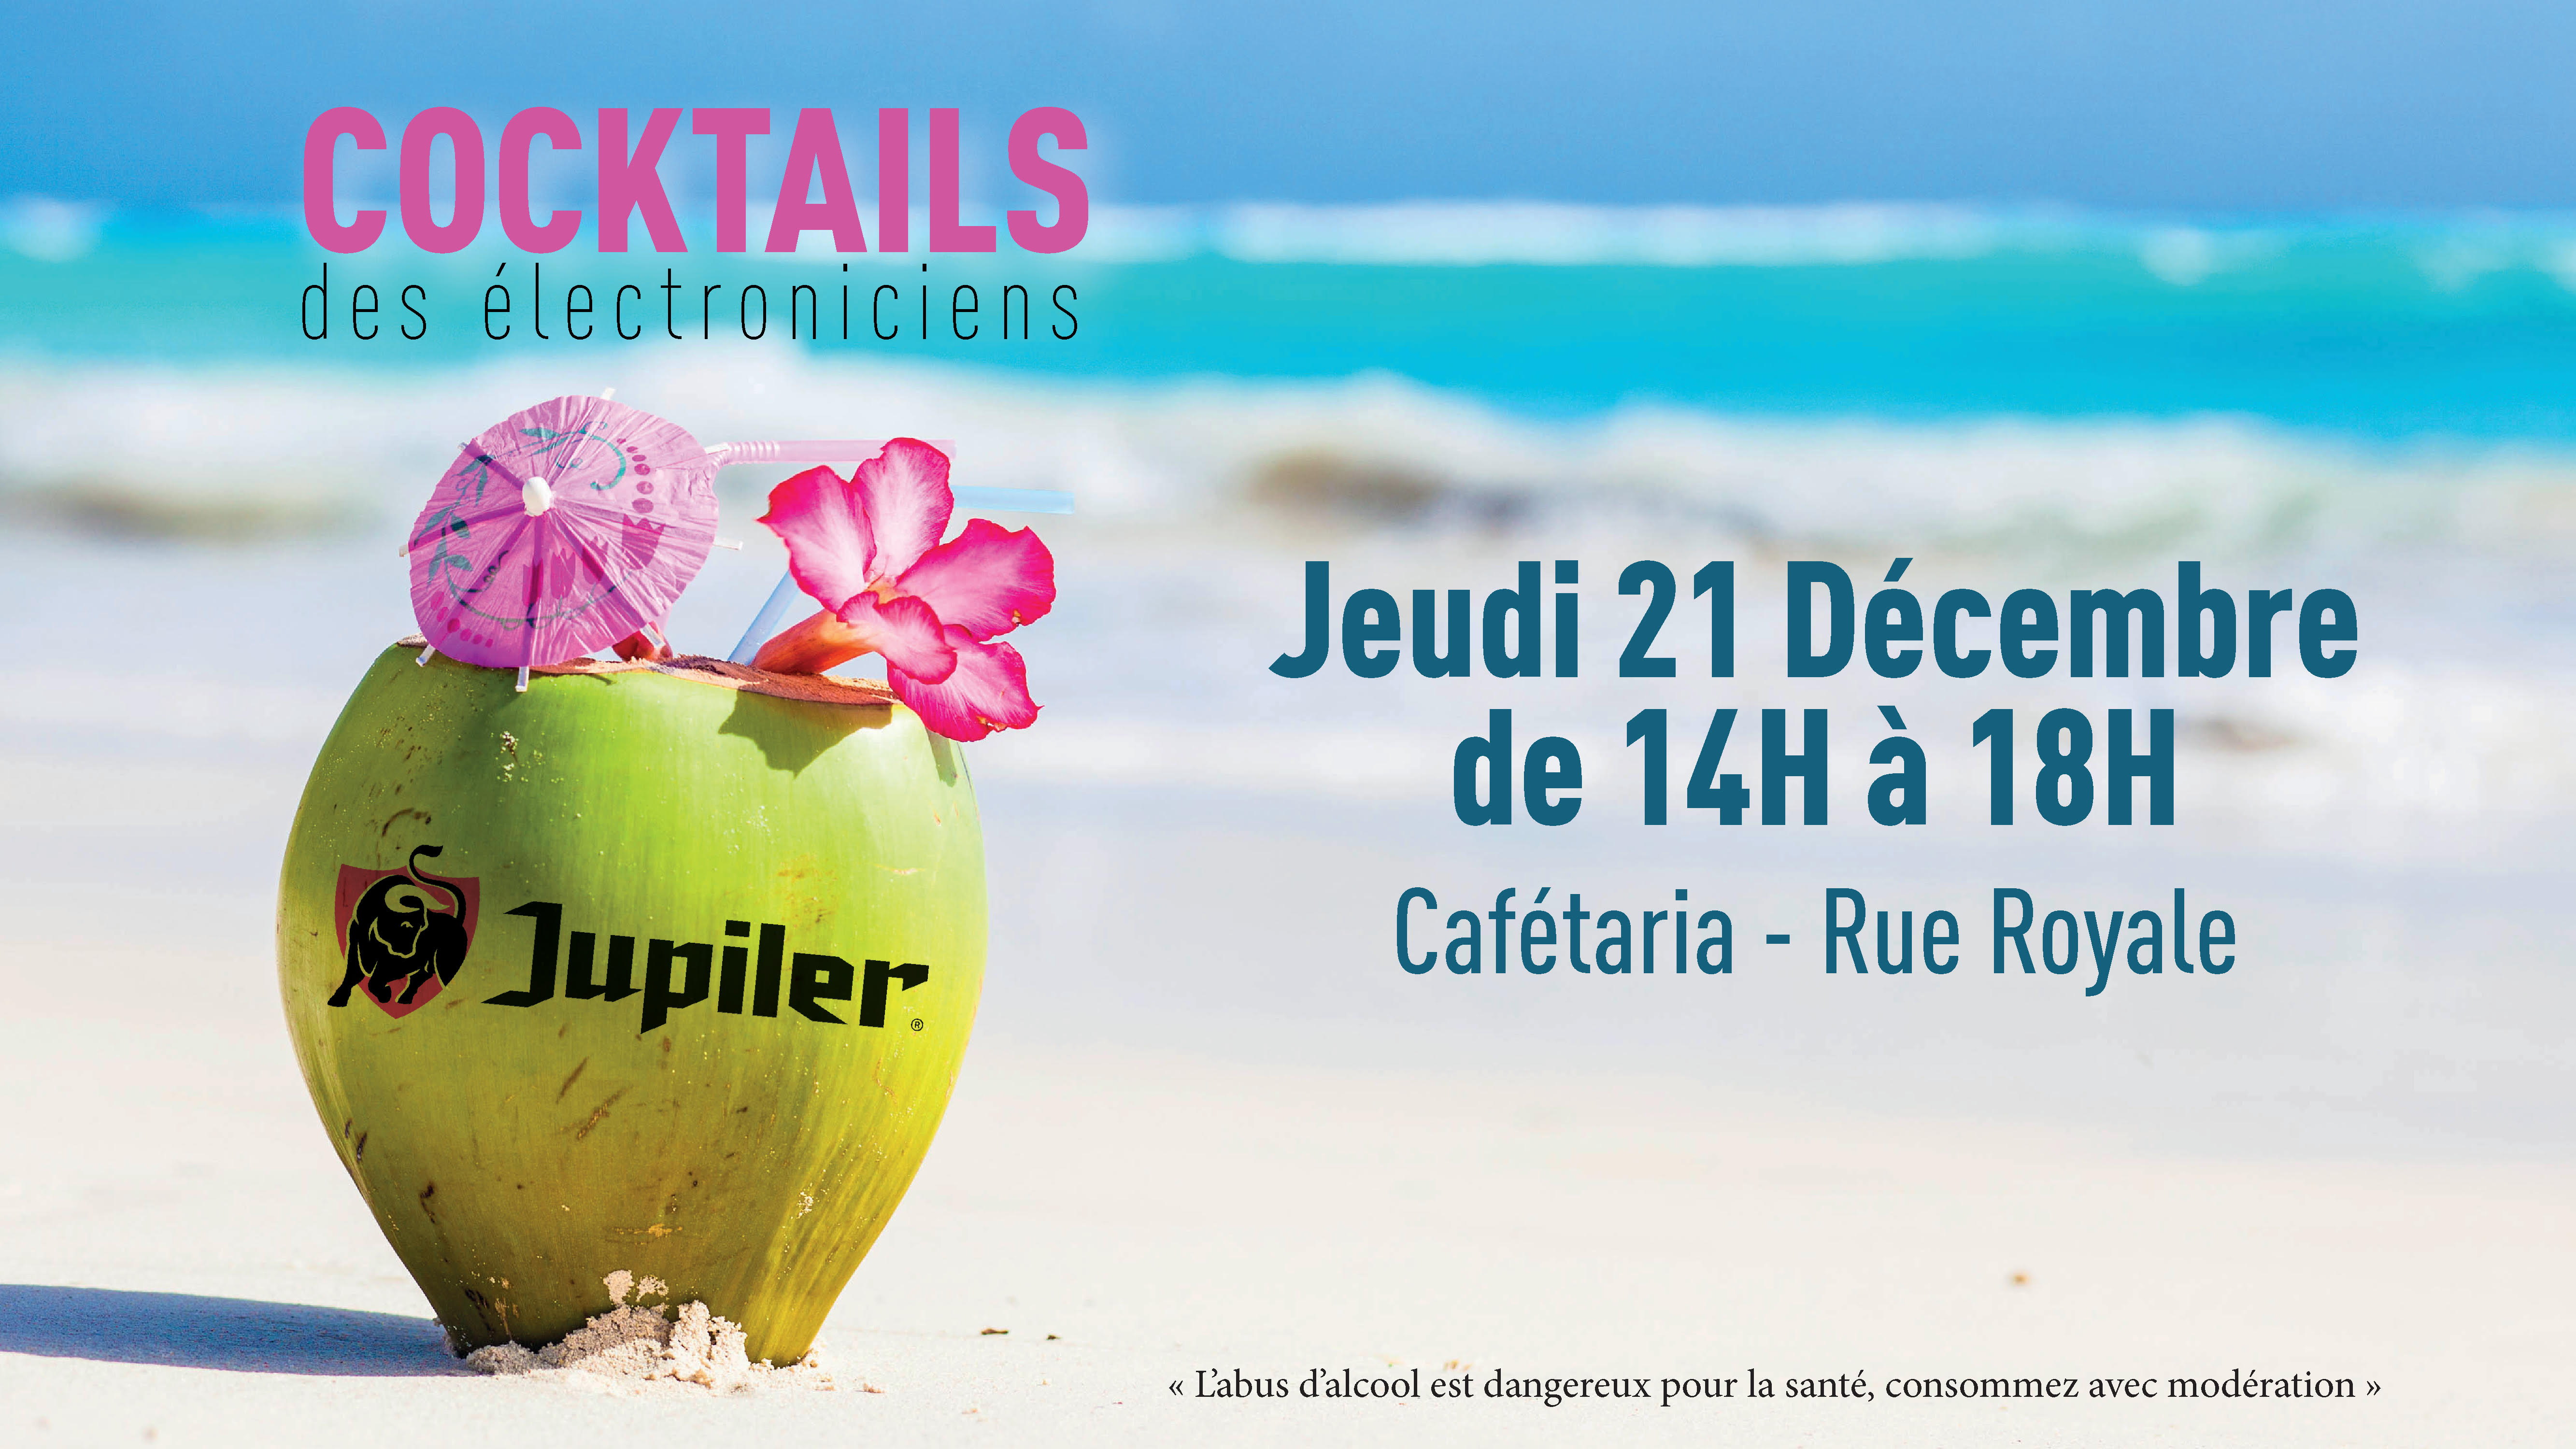 COCKTAILS
des électroniciens
Jeudi 21 Décembre
de 14H à 18H
Cafétaria - Rue Royale
Jupiler ®
« L’abus d’alcool est dangereux pour la santé, consommez avec modération »